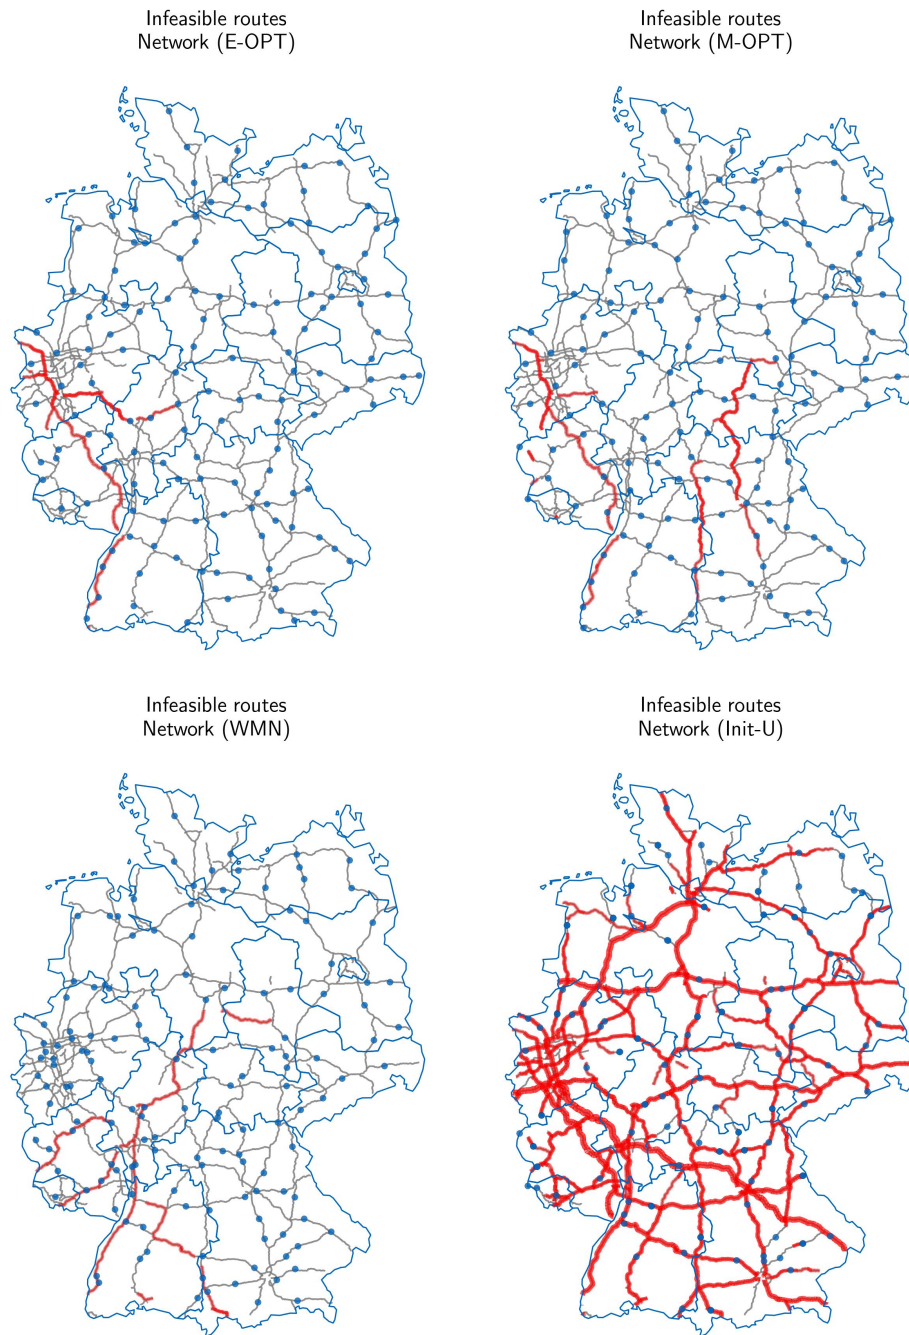 Infeasible routes
Network (E-OPT)
Infeasible routes
Network (M-OPT)
Infeasible routes
Network (WMN)
Infeasible routes
Network (Init-U)